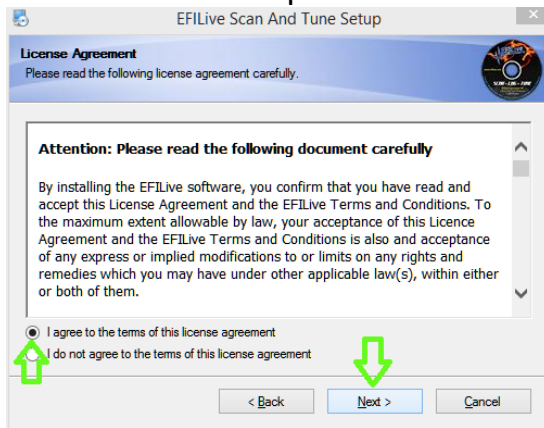 EFILive Scan And Tune Setup
License Agreement
Please read the following license agreement carefully.
SCAN - LOG - TUNE
Attention: Please read the following document carefully
By installing the EFILive software, you confirm that you have read and
accept this License Agreement and the EFILive Terms and Conditions. To
the maximum extent allowable by law, your acceptance of this Licence
Agreement and the EFILive Terms and Conditions is also and acceptance
of any express or implied modifications to or limits on any rights and
remedies which you may have under other applicable law(s), within either
or both of them.
I agree to the terms of this license agreement
I do not agree to the terms of this license agreement
< Back Next > Cancel